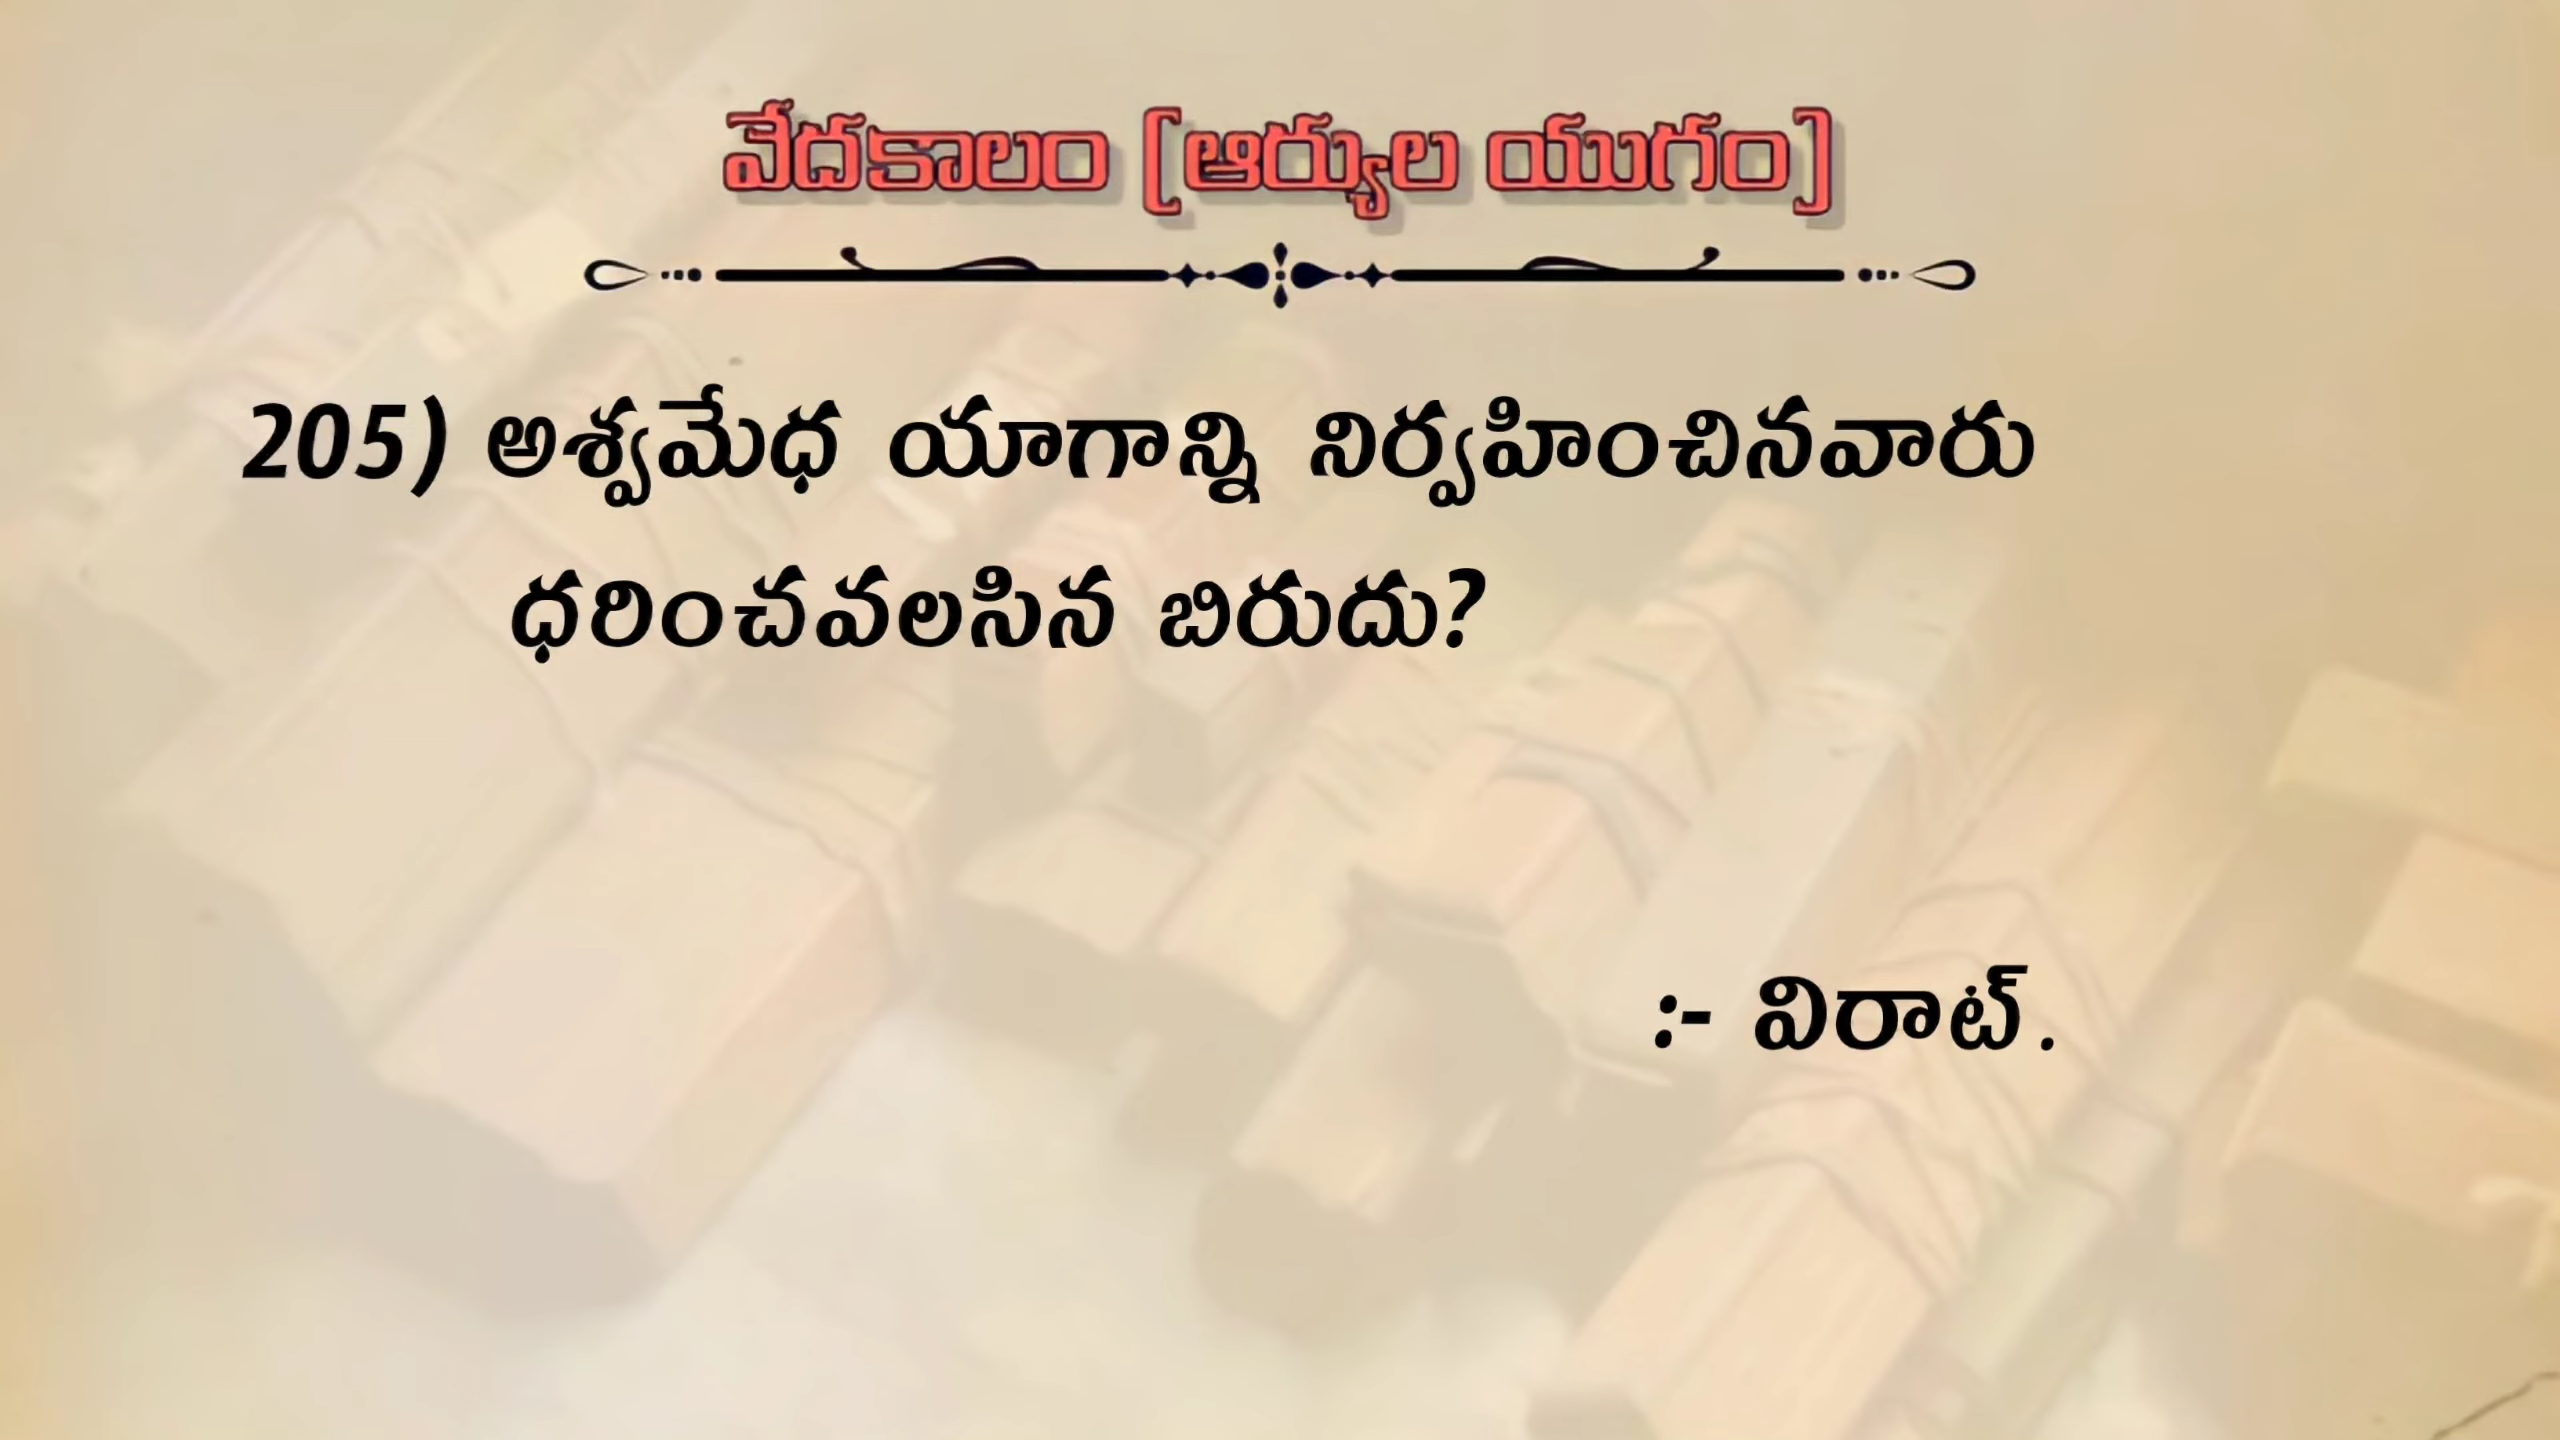 వేదకాలం [ఆర్యుల యుగం]
205) అశ్వమేధ యాగాన్ని నిర్వహించినవారు
ధరించవలసిన బిరుదు?
:- విరాట్.